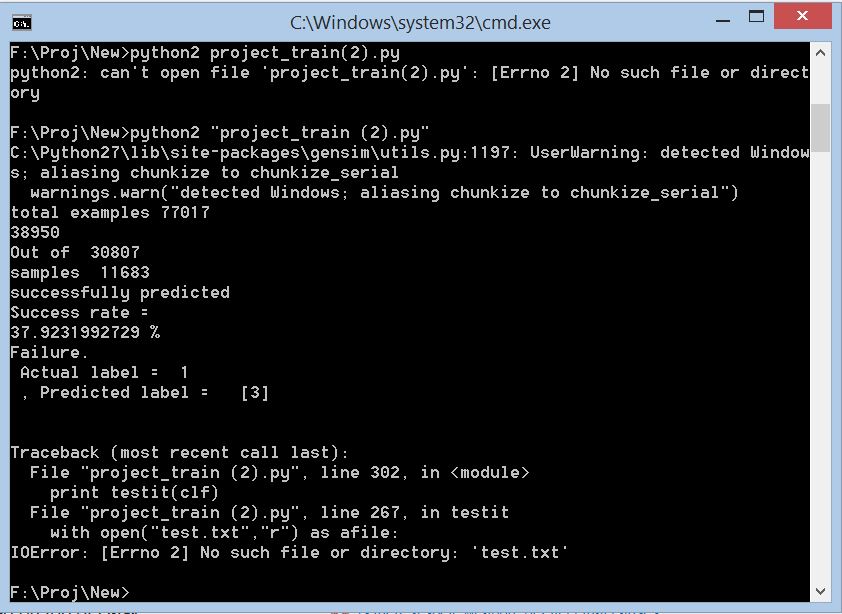 C:\Windows\system32\cmd.exe
F:\Proj\New>python2 project_train(2).py
python2: can't open file 'project_train(2).py': [Errno 2] No such file or direct
ory
F:\Proj\New>python2 "project_train (2).py"
C:\Python27\lib\site-packages\gensim\utils.py:1197: UserWarning: detected Window
s; aliasing chunkize to chunkize_serial
  warnings.warn("detected Windows; aliasing chunkize to chunkize_serial")
total examples 77017
38950
Out of  30807
samples  11683
successfully predicted
Success rate =
37.9231992729 %
Failure.
 Actual label =  1
 , Predicted label =   [3]
Traceback (most recent call last):
  File "project_train (2).py", line 302, in <module>
    print testit(clf)
  File "project_train (2).py", line 267, in testit
    with open("test.txt","r") as afile:
IOError: [Errno 2] No such file or directory: 'test.txt'
F:\Proj\New>